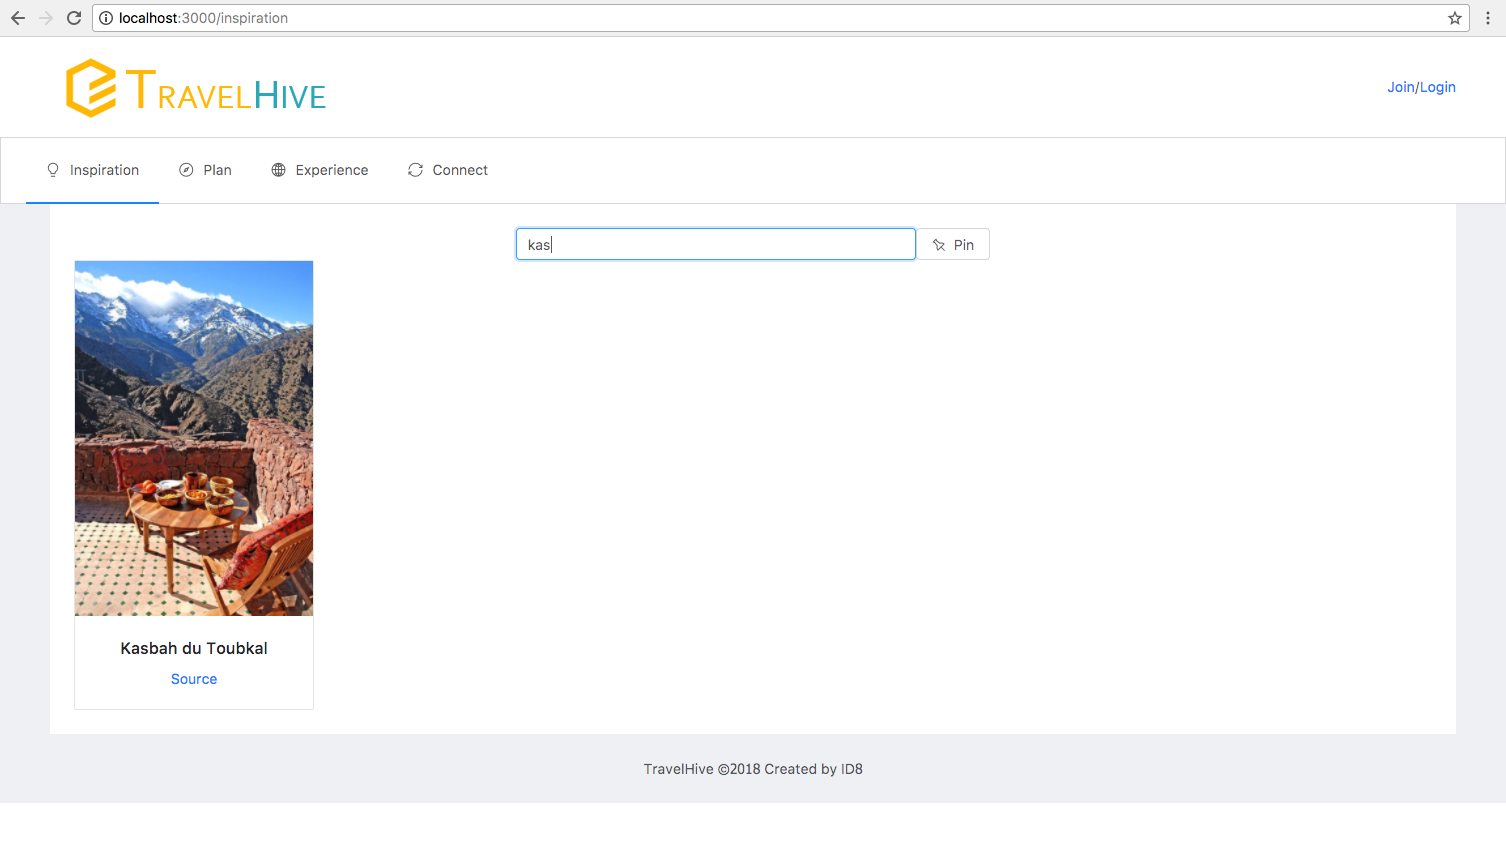 localhost:3000/inspiration
TRAVELHIVE
Join/Login
Inspiration Plan Experience Connect
kas Pin
Kasbah du Toubkal
Source
TravelHive ©2018 Created by ID8